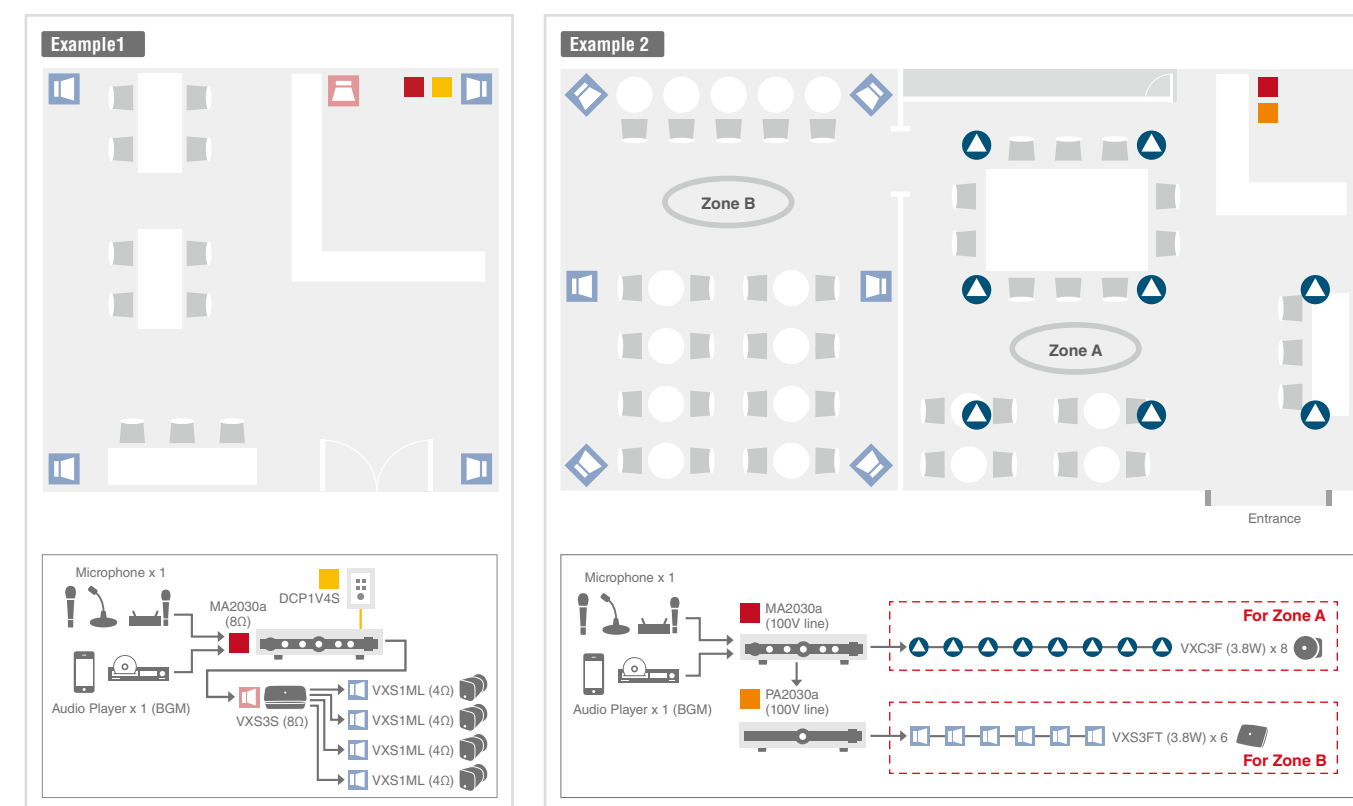 Example1
Microphone x 1
MA2030a
(8Ω)
DCP1V4S
Audio Player x 1 (BGM)
VXS3S (8Ω)
VXS1ML (4Ω)
VXS1ML (4Ω)
VXS1ML (4Ω)
VXS1ML (4Ω)
Example 2
Zone B
Zone A
Entrance
Microphone x 1
Audio Player x 1 (BGM)
MA2030a
(100V line)
PA2030a
(100V line)
For Zone A
VXC3F (3.8W) x 8
VXS3FT (3.8W) x 6
For Zone B